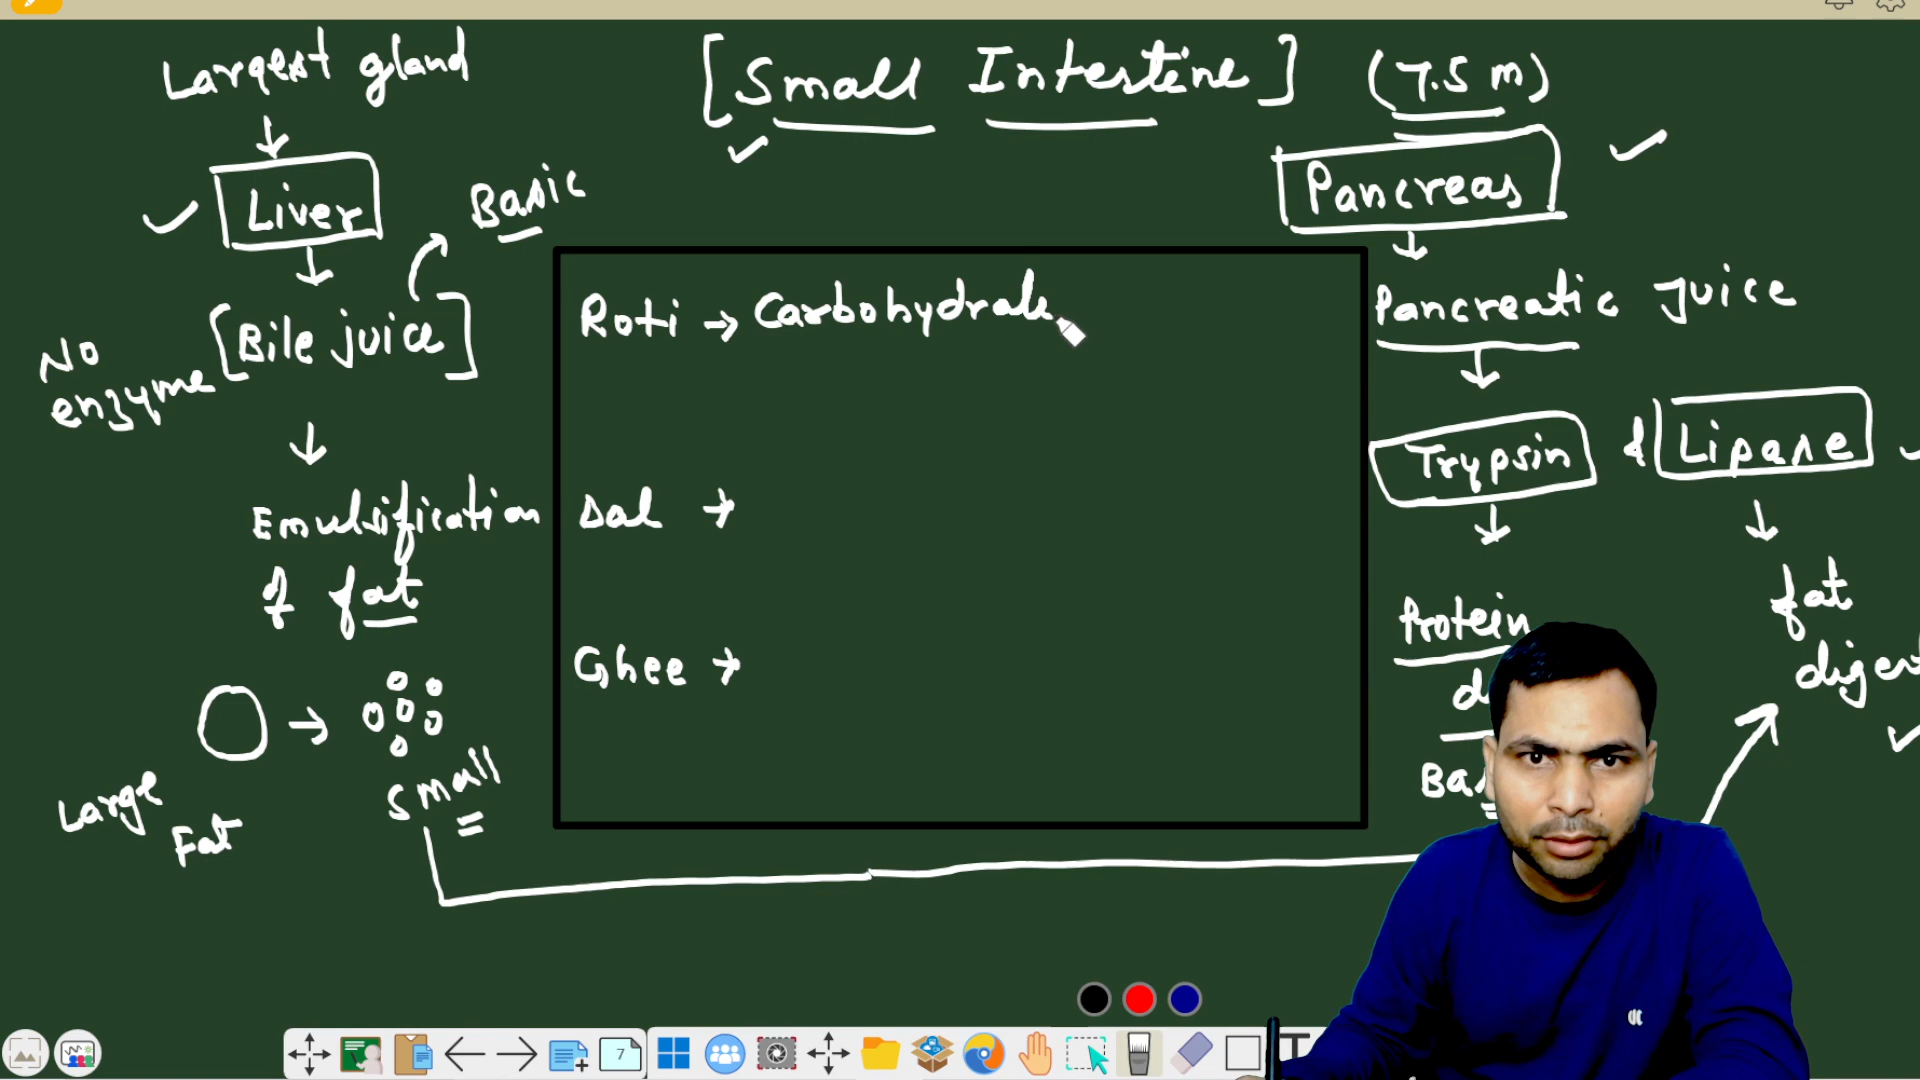 Largest gland
Liver
Basic
[Bile juice]
No
enzyme
Emulsification
of fat
Large
Fat
Small
[Small Intestine] (7.5 m)
Roti → Carbohydrate
Dal →
Ghee →
Pancreas
Pancreatic Juice
Trypsin & Lipase
Protein
fat
7